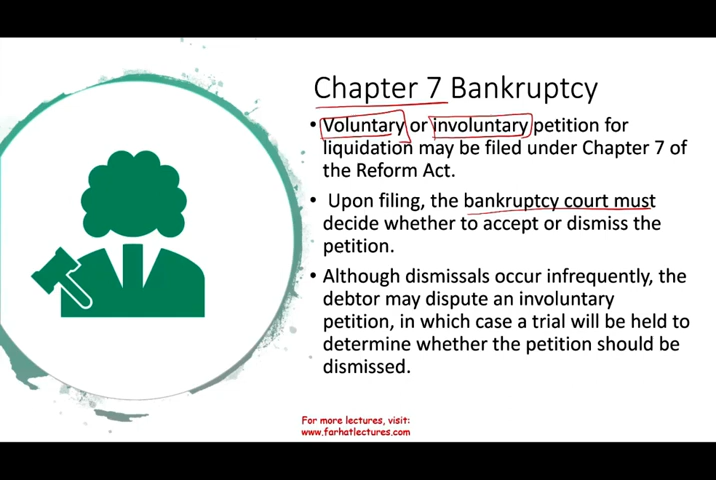 Chapter 7 Bankruptcy
• Voluntary or involuntary petition for
liquidation may be filed under Chapter 7 of
the Reform Act.
• Upon filing, the bankruptcy court must
decide whether to accept or dismiss the
petition.
• Although dismissals occur infrequently, the
debtor may dispute an involuntary
petition, in which case a trial will be held to
determine whether the petition should be
dismissed.
For more lectures, visit:
www.farhatlectures.com